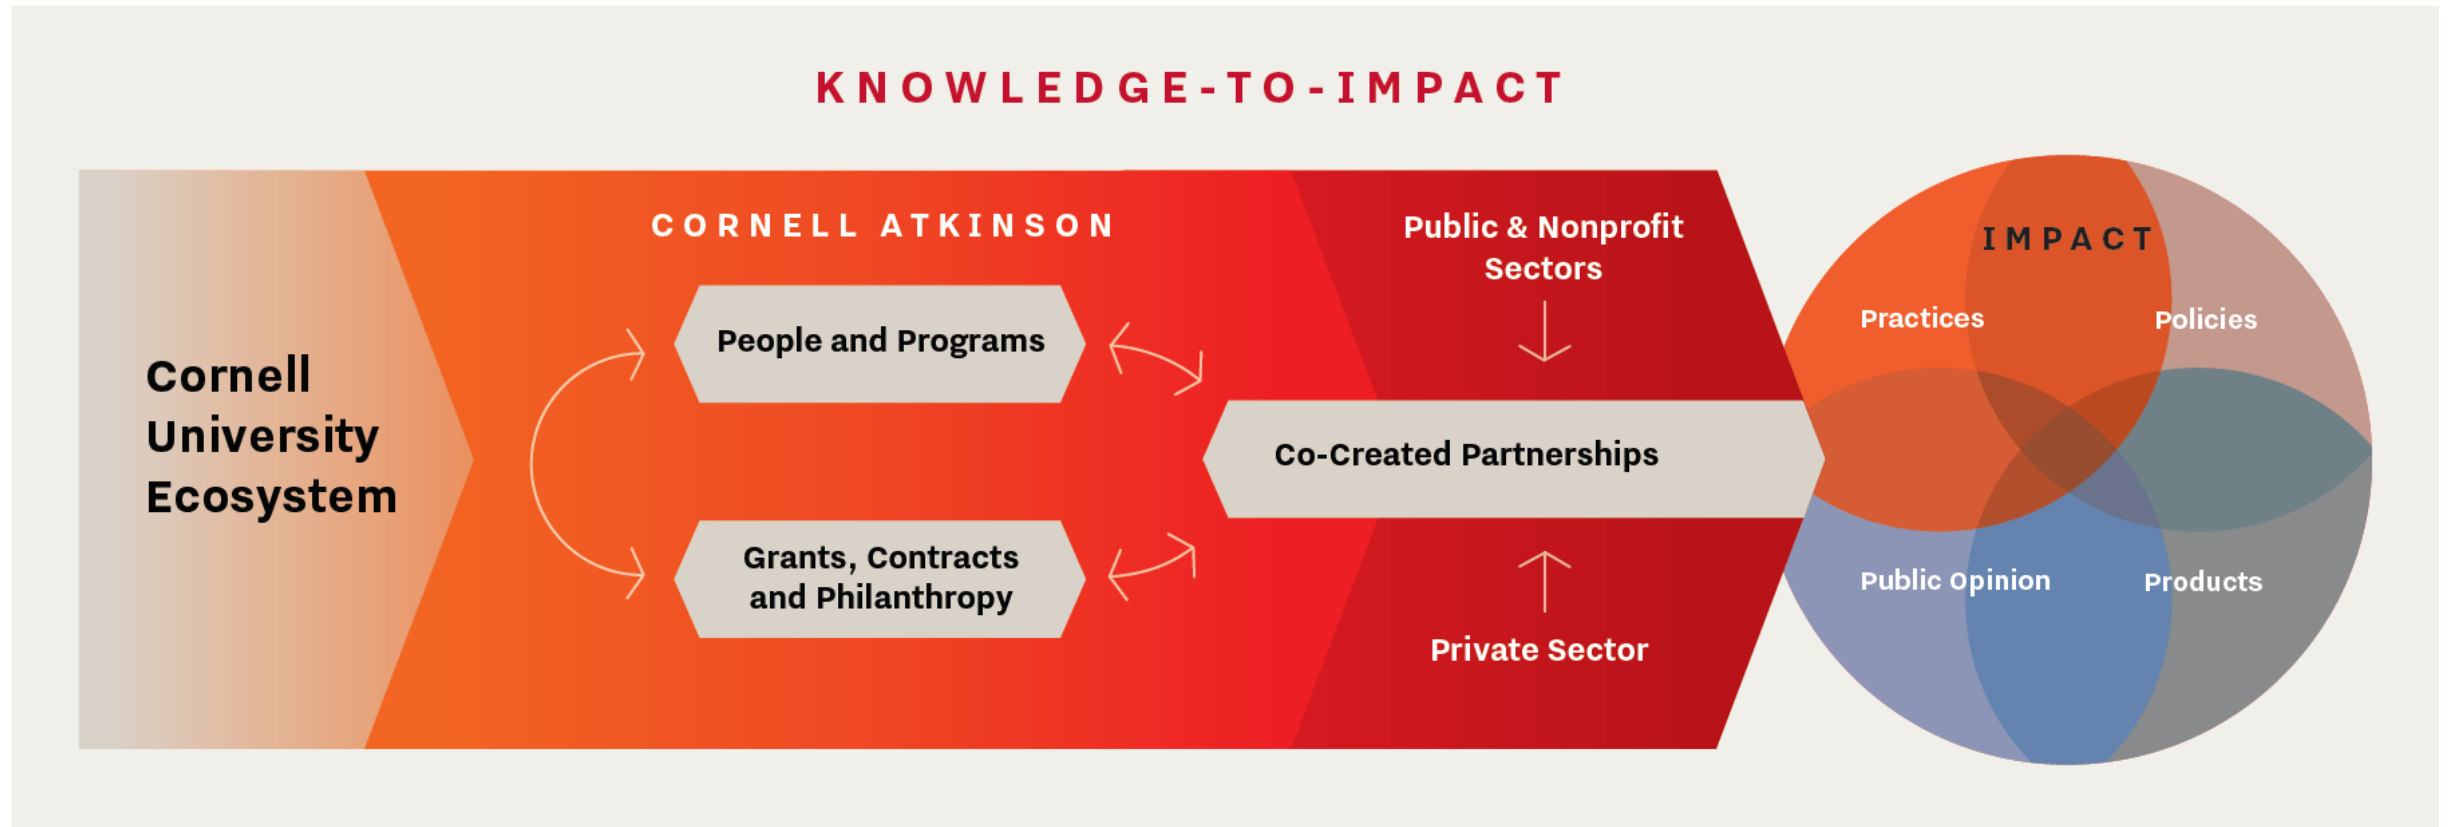 KNOWLEDGE-TO-IMPACT
Cornell
University
Ecosystem
CORNELL ATKINSON
People and Programs
Grants, Contracts
and Philanthropy
Public & Nonprofit
Sectors
Co-Created Partnerships
Private Sector
IMPACT
Practices
Policies
Public Opinion
Products